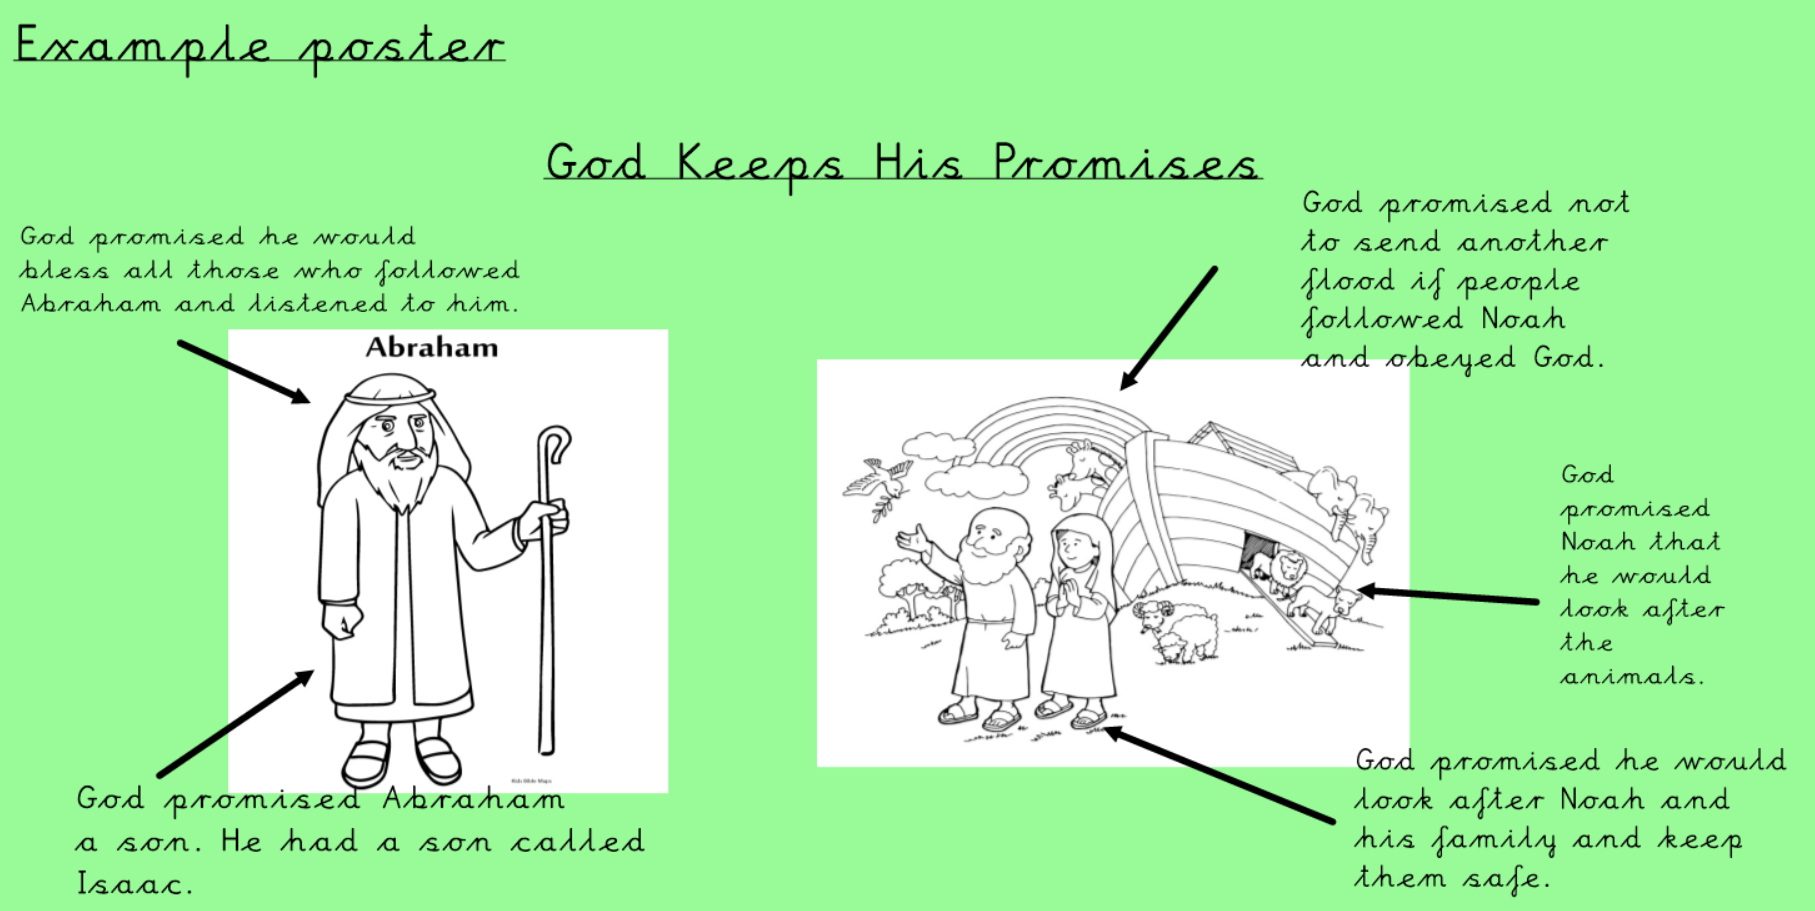 Example poster
God Keeps His Promises
God promised he would
bless all those who followed
Abraham and listened to him.
Abraham
Kids Bible Maps
God promised Abraham
a son. He had a son called
Isaac.
God promised not
to send another
flood if people
followed Noah
and obeyed God.
God
promised
Noah that
he would
look after
the
animals.
God promised he would
look after Noah and
his family and keep
them safe.